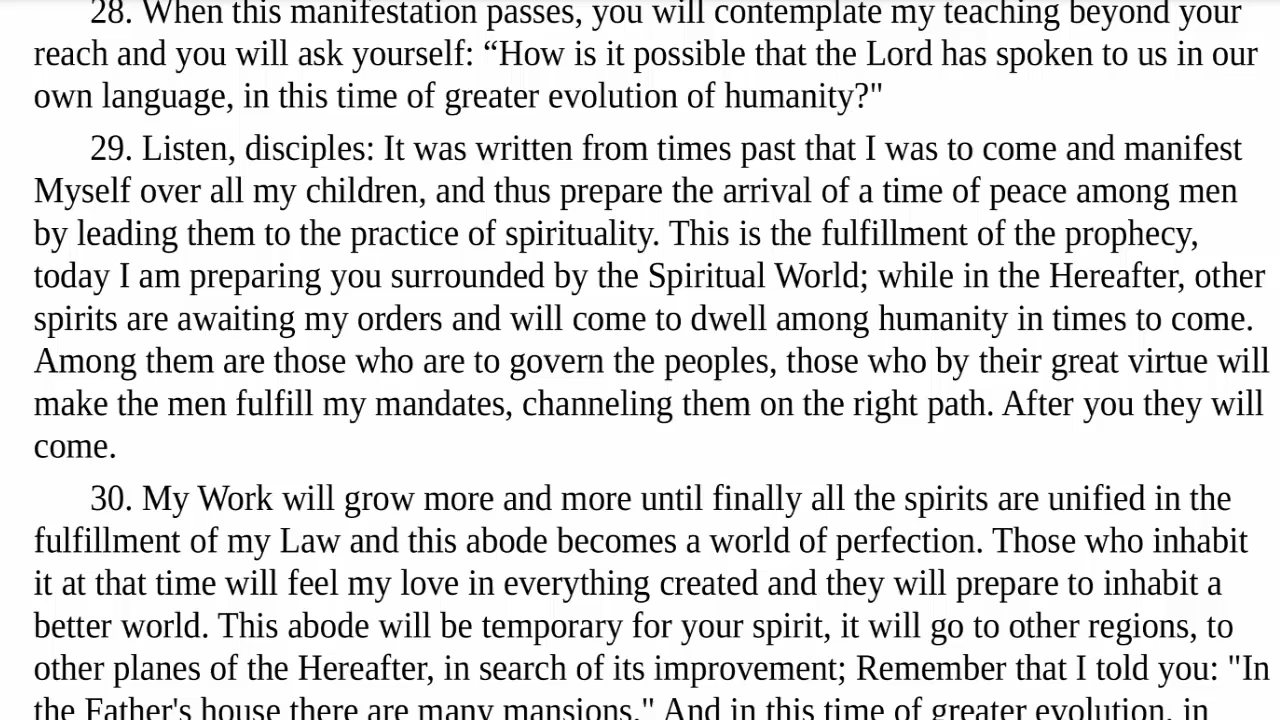 28. When this manifestation passes, you will contemplate my teaching beyond your
reach and you will ask yourself: “How is it possible that the Lord has spoken to us in our
own language, in this time of greater evolution of humanity?"
29. Listen, disciples: It was written from times past that I was to come and manifest
Myself over all my children, and thus prepare the arrival of a time of peace among men
by leading them to the practice of spirituality. This is the fulfillment of the prophecy,
today I am preparing you surrounded by the Spiritual World; while in the Hereafter, other
spirits are awaiting my orders and will come to dwell among humanity in times to come.
Among them are those who are to govern the peoples, those who by their great virtue will
make the men fulfill my mandates, channeling them on the right path. After you they will
come.
30. My Work will grow more and more until finally all the spirits are unified in the
fulfillment of my Law and this abode becomes a world of perfection. Those who inhabit
it at that time will feel my love in everything created and they will prepare to inhabit a
better world. This abode will be temporary for your spirit, it will go to other regions, to
other planes of the Hereafter, in search of its improvement; Remember that I told you: "In
the Father's house there are many mansions." And in this time of greater evolution, in